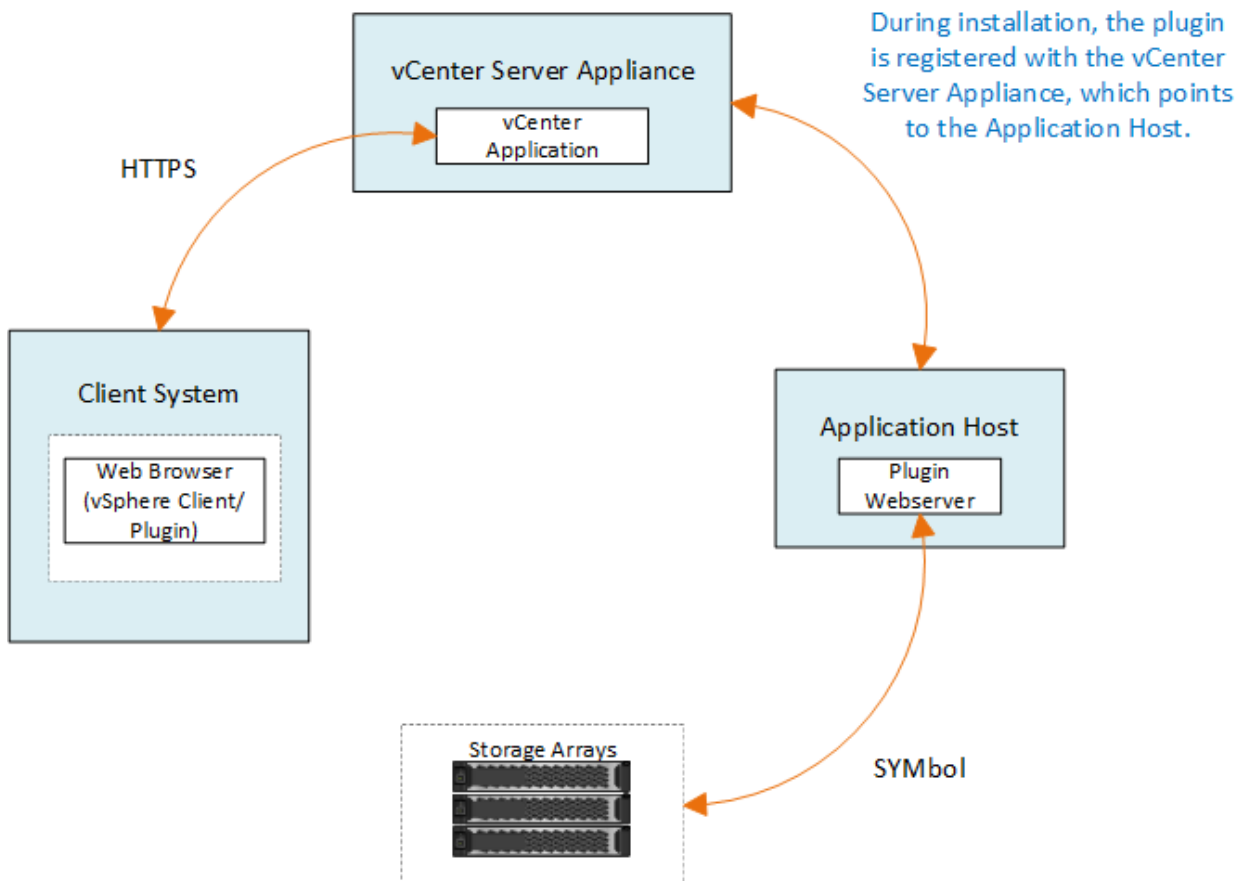 During installation, the plugin
is registered with the vCenter
Server Appliance, which points
to the Application Host.
vCenter Server Appliance
vCenter
Application
HTTPS
Client System
Web Browser
(vSphere Client/
Plugin)
Application Host
Plugin
Webserver
Storage Arrays
SYMbol